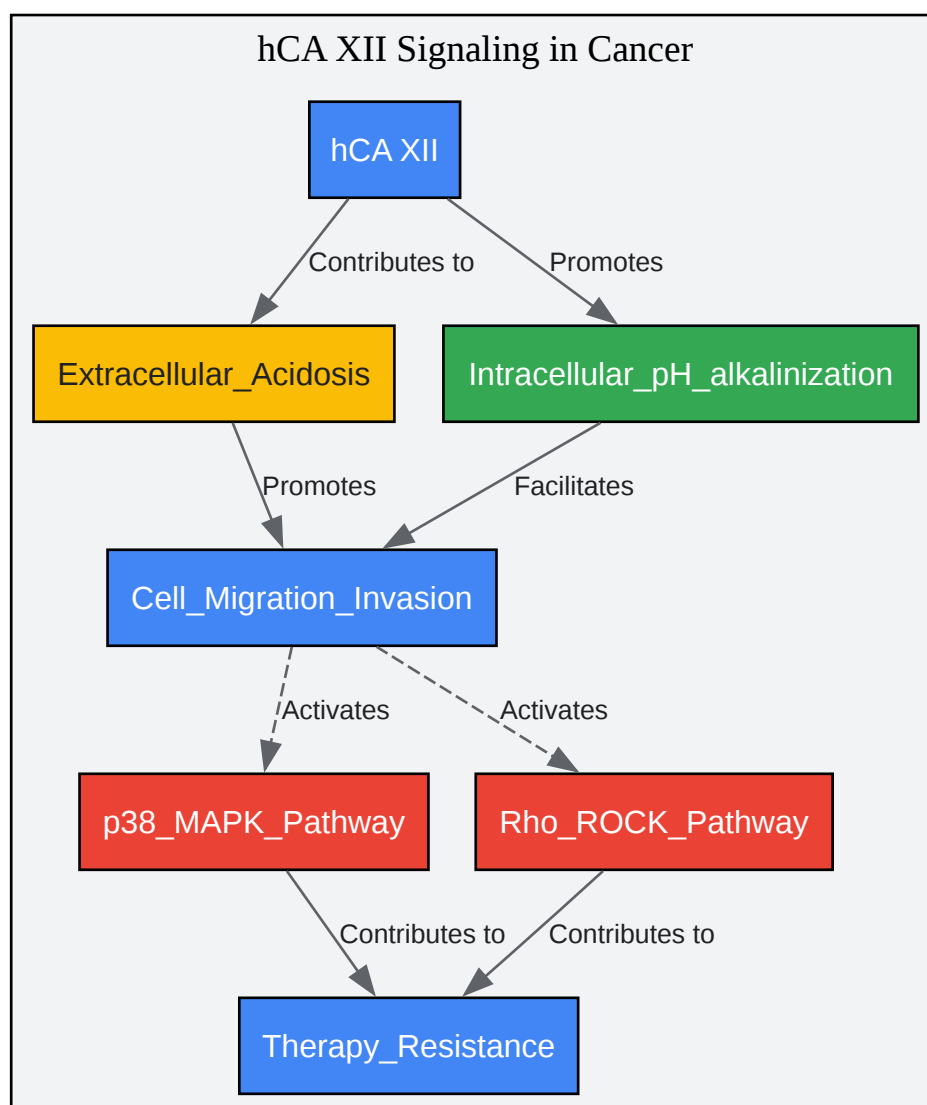 hCA XII Signaling in Cancer
hCA XII
Contributes to
Promotes
Extracellular_Acidosis
Intracellular_pH_alkalinization
Promotes
Facilitates
Cell_Migration_Invasion
Activates
Activates
p38_MAPK_Pathway
Rho_ROCK_Pathway
Contributes to
Contributes to
Therapy_Resistance